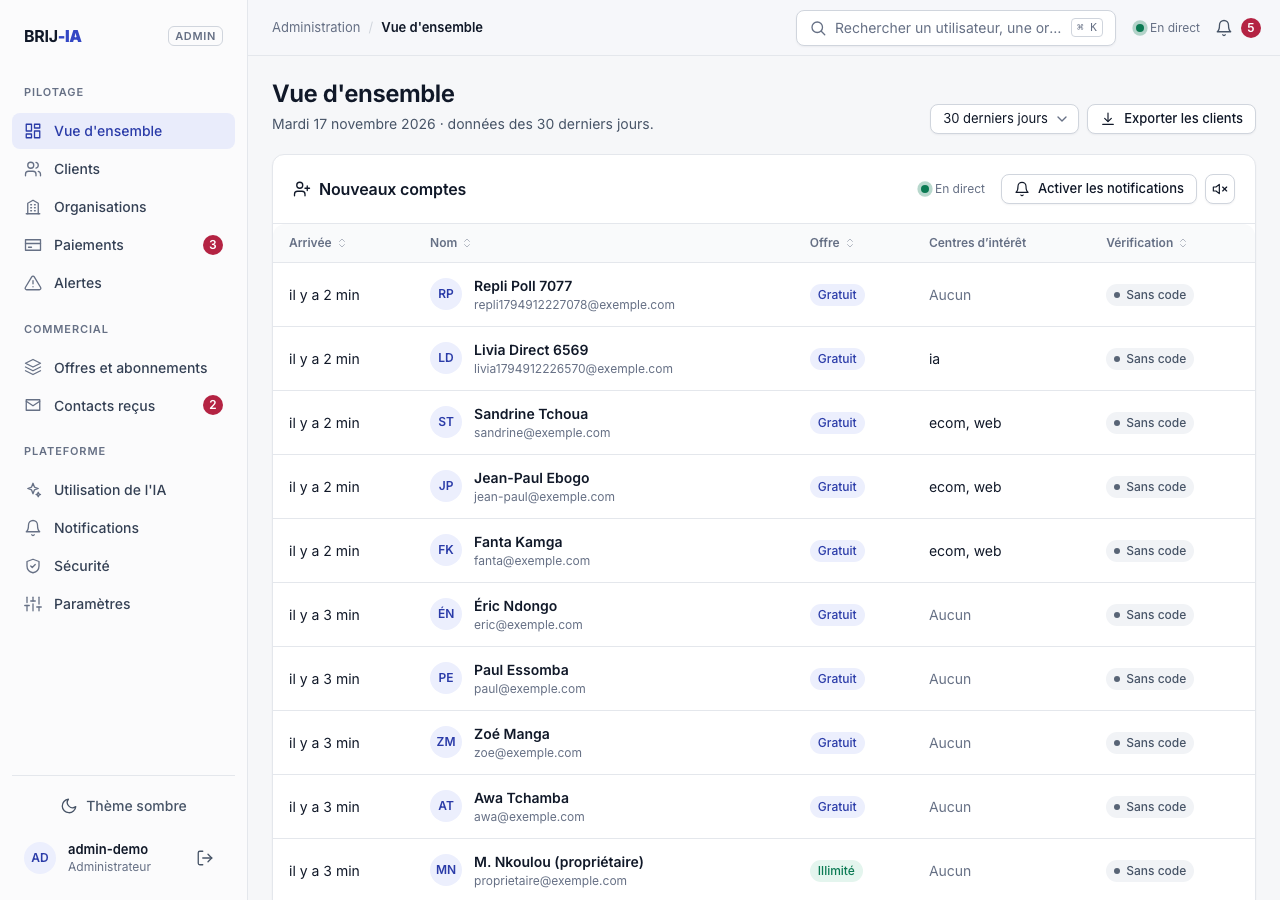 BRIJ-IA
ADMIN
PILOTAGE
Vue d'ensemble
Clients
Organisations
Paiements 3
Alertes
COMMERCIAL
Offres et abonnements
Contacts reçus 2
PLATEFORME
Utilisation de l'IA
Notifications
Sécurité
Paramètres
Thème sombre
AD
admin-demo
Administrateur
Administration / Vue d'ensemble
Rechercher un utilisateur, une or... ⌘ K
En direct
5
Vue d'ensemble
Mardi 17 novembre 2026 · données des 30 derniers jours.
30 derniers jours
Exporter les clients
Nouveaux comptes
En direct
Activer les notifications
Arrivée Nom Offre Centres d’intérêt Vérification
il y a 2 min RP Repli Poll 7077 Gratuit Aucun Sans code
repli1794912227078@exemple.com
il y a 2 min LD Livia Direct 6569 Gratuit ia Sans code
livia1794912226570@exemple.com
il y a 2 min ST Sandrine Tchoua Gratuit ecom, web Sans code
sandrine@exemple.com
il y a 2 min JP Jean-Paul Ebogo Gratuit ecom, web Sans code
jean-paul@exemple.com
il y a 2 min FK Fanta Kamga Gratuit ecom, web Sans code
fanta@exemple.com
il y a 3 min ÉN Éric Ndongo Gratuit Aucun Sans code
eric@exemple.com
il y a 3 min PE Paul Essomba Gratuit Aucun Sans code
paul@exemple.com
il y a 3 min ZM Zoé Manga Gratuit Aucun Sans code
zoe@exemple.com
il y a 3 min AT Awa Tchamba Gratuit Aucun Sans code
awa@exemple.com
il y a 3 min MN M. Nkoulou (propriétaire) Illimité Aucun Sans code
proprietaire@exemple.com